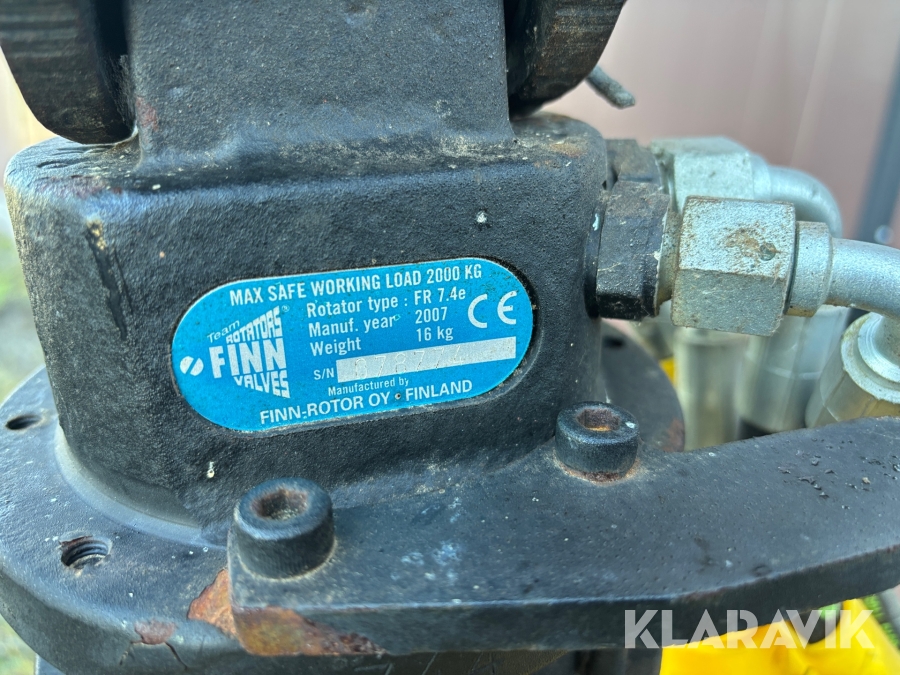 MAX SAFE WORKING LOAD 2000 KG
Rotator type : FR 7.4e
Manuf. year 2007
Weight 16 kg
CE
Team
ROTATORS®
FINN
VALVES
S/N
Manufactured by
FINN-ROTOR OY · FINLAND
KLARAVIK